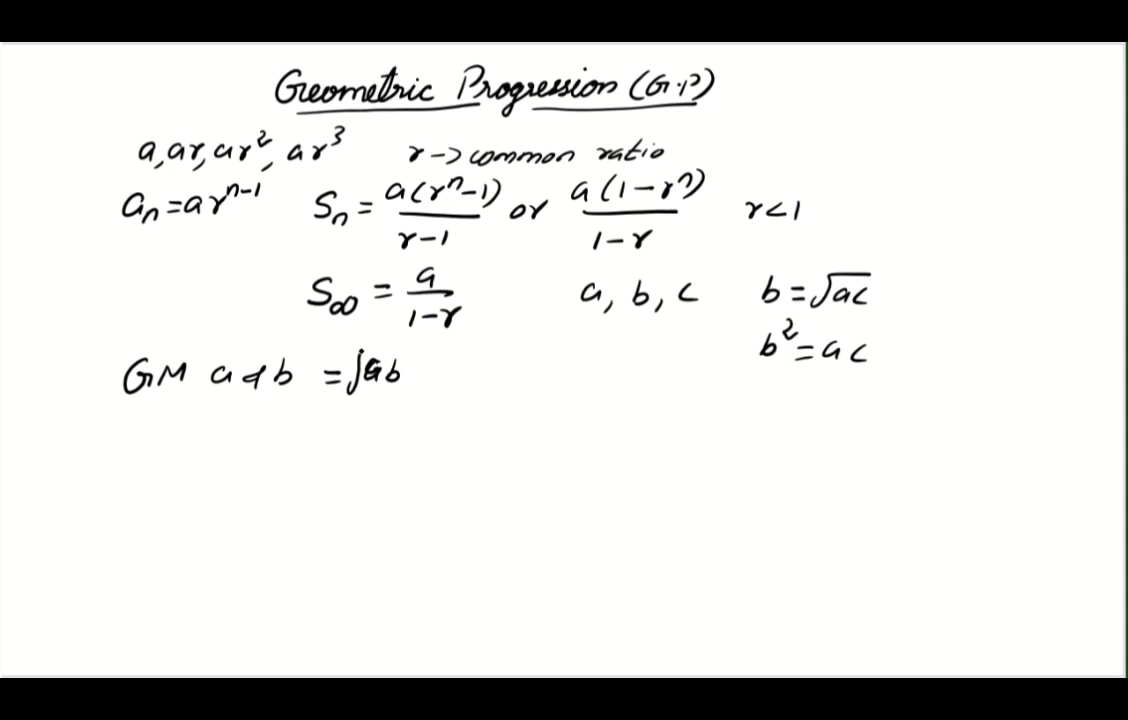 Geometric Progression (G.P)
a, ar, ar², ar³ r -> common ratio
aₙ = arⁿ⁻¹ Sₙ = a(rⁿ-1)/r-1 or a(1-rⁿ)/1-r r<1
S∞ = a/1-r a, b, c b = √ac
b² = ac
GM a & b = √ab